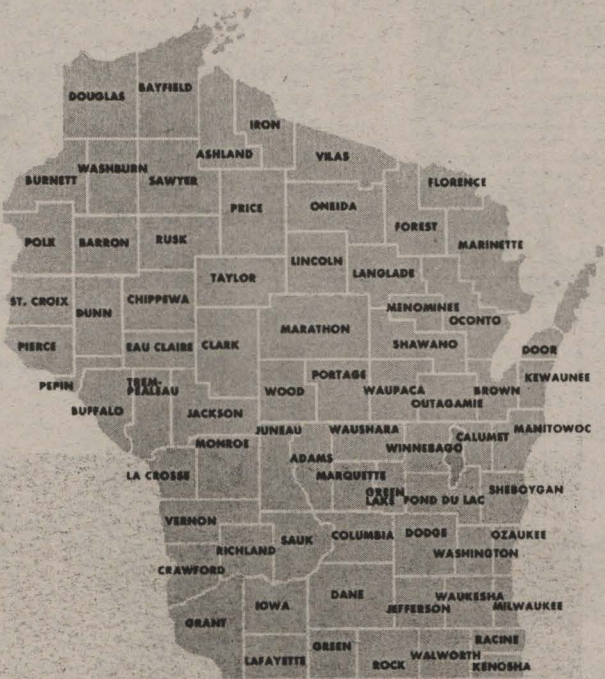 DOUGLAS
BAYFIELD
IRON
ASHLAND
VILAS
WASHBURN
BURNETT
SAWYER
FLORENCE
PRICE
ONEIDA
FOREST
POLK
BARRON
RUSK
MARINETTE
LINCOLN
LANGLADE
TAYLOR
ST. CROIX
DUNN
CHIPPEWA
MENOMINEE
OCONTO
MARATHON
PIERCE
EAU CLAIRE
CLARK
SHAWANO
DOOR
PEPIN
TREM-
PEALEAU
PORTAGE
WOOD
WAUPACA
BROWN
KEWAUNEE
OUTAGAMIE
BUFFALO
JACKSON
JUNEAU
WAUSHARA
CALUMET
MANITOWOC
MONROE
WINNEBAGO
ADAMS
LA CROSSE
MARQUETTE
GREEN
LAKE
FOND DU LAC
SHEBOYGAN
VERNON
RICHLAND
SAUK
COLUMBIA
DODGE
OZAUKEE
WASHINGTON
CRAWFORD
DANE
WAUKESHA
MILWAUKEE
IOWA
JEFFERSON
GRANT
RACINE
LAFAYETTE
GREEN
ROCK
WALWORTH
KENOSHA